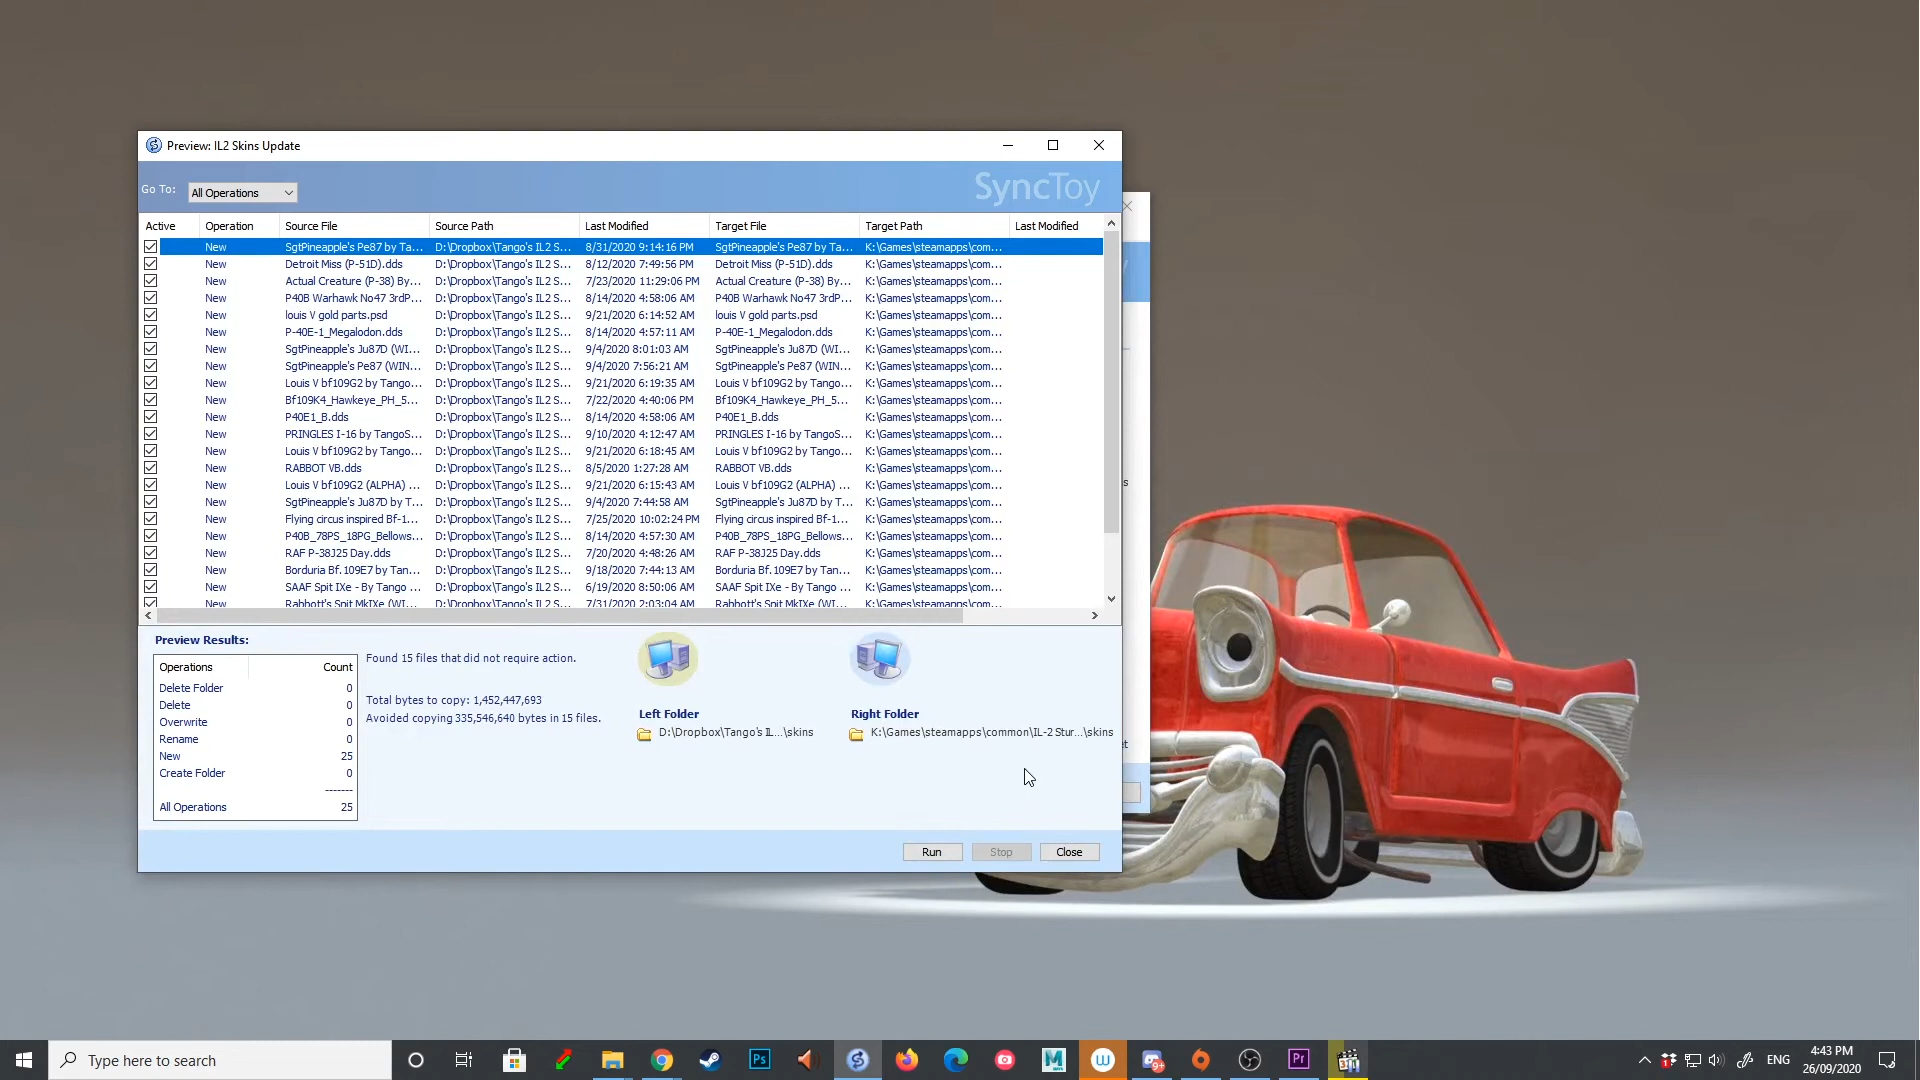 Preview: IL2 Skins Update
Go To: All Operations
SyncToy
Active Operation Source File Source Path Last Modified Target File Target Path Last Modified
New SgtPineapple's Pe87 by Ta... D:\Dropbox\Tango's IL2 S... 8/31/2020 9:14:16 PM SgtPineapple's Pe87 by Ta... K:\Games\steamapps\com...
New Detroit Miss (P-51D).dds D:\Dropbox\Tango's IL2 S... 8/12/2020 7:49:56 PM Detroit Miss (P-51D).dds K:\Games\steamapps\com...
New Actual Creature (P-38) By... D:\Dropbox\Tango's IL2 S... 7/23/2020 11:29:06 PM Actual Creature (P-38) By... K:\Games\steamapps\com...
New P40B Warhawk No47 3rdP... D:\Dropbox\Tango's IL2 S... 8/14/2020 4:58:06 AM P40B Warhawk No47 3rdP... K:\Games\steamapps\com...
New louis V gold parts.psd D:\Dropbox\Tango's IL2 S... 9/21/2020 6:14:52 AM louis V gold parts.psd K:\Games\steamapps\com...
New P-40E-1_Megalodon.dds D:\Dropbox\Tango's IL2 S... 8/14/2020 4:57:11 AM P-40E-1_Megalodon.dds K:\Games\steamapps\com...
New SgtPineapple's Ju87D (WI... D:\Dropbox\Tango's IL2 S... 9/4/2020 8:01:03 AM SgtPineapple's Ju87D (WI... K:\Games\steamapps\com...
New SgtPineapple's Pe87 (WIN... D:\Dropbox\Tango's IL2 S... 9/4/2020 7:56:21 AM SgtPineapple's Pe87 (WIN... K:\Games\steamapps\com...
New Louis V bf109G2 by Tango... D:\Dropbox\Tango's IL2 S... 9/21/2020 6:19:35 AM Louis V bf109G2 by Tango... K:\Games\steamapps\com...
New Bf109K4_Hawkeye_PH_5... D:\Dropbox\Tango's IL2 S... 7/22/2020 4:40:06 PM Bf109K4_Hawkeye_PH_5... K:\Games\steamapps\com...
New P40E1_B.dds D:\Dropbox\Tango's IL2 S... 8/14/2020 4:58:06 AM P40E1_B.dds K:\Games\steamapps\com...
New PRINGLES I-16 by TangoS... D:\Dropbox\Tango's IL2 S... 9/10/2020 4:12:47 AM PRINGLES I-16 by TangoS... K:\Games\steamapps\com...
New Louis V bf109G2 by Tango... D:\Dropbox\Tango's IL2 S... 9/21/2020 6:18:45 AM Louis V bf109G2 by Tango... K:\Games\steamapps\com...
New RABBOT VB.dds D:\Dropbox\Tango's IL2 S... 8/5/2020 1:27:28 AM RABBOT VB.dds K:\Games\steamapps\com...
New Louis V bf109G2 (ALPHA) ... D:\Dropbox\Tango's IL2 S... 9/21/2020 6:15:43 AM Louis V bf109G2 (ALPHA) ... K:\Games\steamapps\com...
New SgtPineapple's Ju87D by T... D:\Dropbox\Tango's IL2 S... 9/4/2020 7:44:58 AM SgtPineapple's Ju87D by T... K:\Games\steamapps\com...
New Flying circus inspired Bf-1... D:\Dropbox\Tango's IL2 S... 7/25/2020 10:02:24 PM Flying circus inspired Bf-1... K:\Games\steamapps\com...
New P40B_78PS_18PG_Bellows... D:\Dropbox\Tango's IL2 S... 8/14/2020 4:57:30 AM P40B_78PS_18PG_Bellows... K:\Games\steamapps\com...
New RAF P-38J25 Day.dds D:\Dropbox\Tango's IL2 S... 7/20/2020 4:48:26 AM RAF P-38J25 Day.dds K:\Games\steamapps\com...
New Borduria Bf.109E7 by Tan... D:\Dropbox\Tango's IL2 S... 9/18/2020 7:44:13 AM Borduria Bf.109E7 by Tan... K:\Games\steamapps\com...
New SAAF Spit IXe - By Tango ... D:\Dropbox\Tango's IL2 S... 6/19/2020 8:50:06 AM SAAF Spit IXe - By Tango ... K:\Games\steamapps\com...
New Rabbott's Spit MkIXe (WI... D:\Dropbox\Tango's IL2 S... 7/31/2020 2:03:04 AM Rabbott's Spit MkIXe (WI... K:\Games\steamapps\com...
Preview Results:
Operations Count
Delete Folder 0
Delete 0
Overwrite 0
Rename 0
New 25
Create Folder 0
-------
All Operations 25
Found 15 files that did not require action.
Total bytes to copy: 1,452,447,693
Avoided copying 335,546,640 bytes in 15 files.
Left Folder
D:\Dropbox\Tango's IL...\skins
Right Folder
K:\Games\steamapps\common\IL-2 Stur...\skins
Run Stop Close
Type here to search
Ps
M
W
9+
Pr
ENG
4:43 PM
26/09/2020